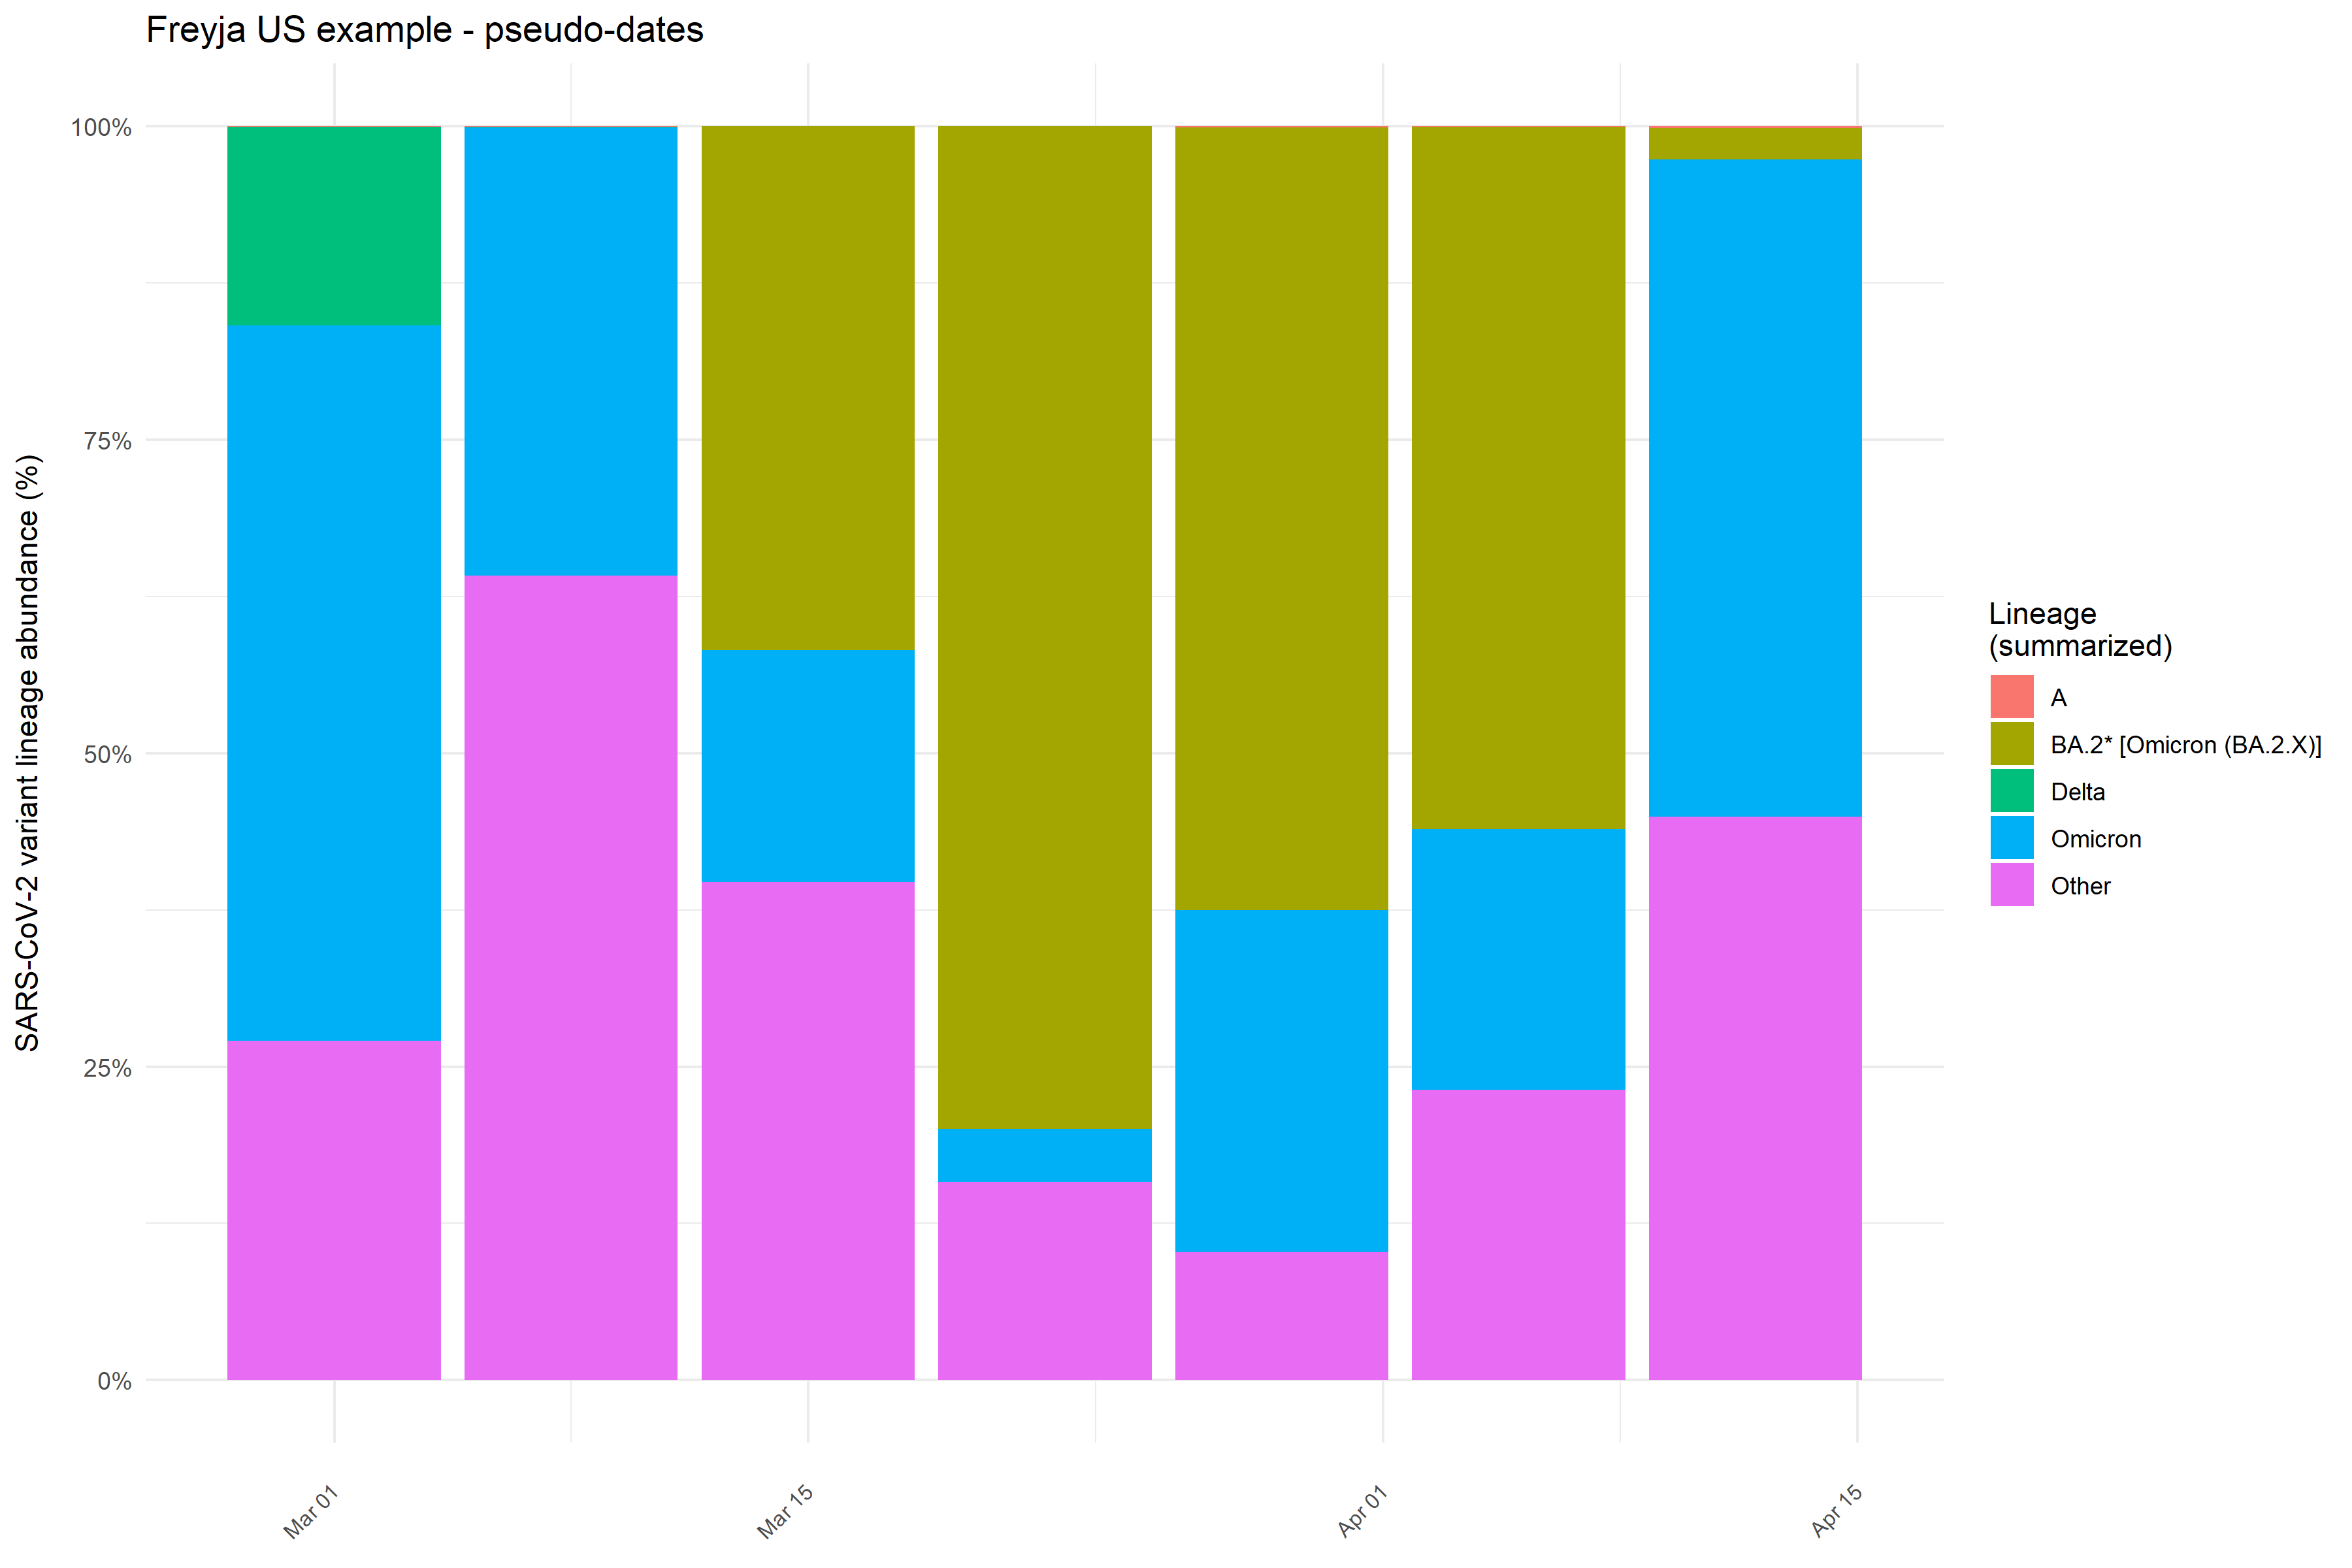 Freyja US example - pseudo-dates
SARS-CoV-2 variant lineage abundance (%)
100%
75%
50%
25%
0%
Mar 01
Mar 15
Apr 01
Apr 15
Lineage
(summarized)
A
BA.2* [Omicron (BA.2.X)]
Delta
Omicron
Other